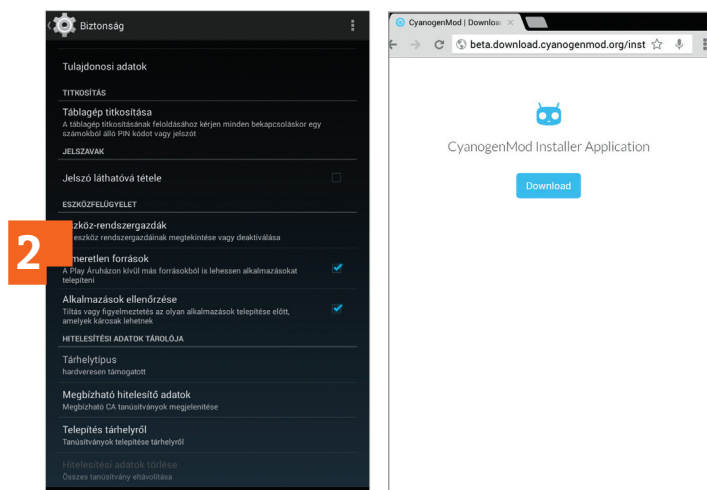 Biztonság
Tulajdonosi adatok
TITKOSÍTÁS
Táblagép titkosítása
A táblagép titkosításának feloldásához kérjen minden bekapcsoláskor egy
számokból álló PIN kódot vagy jelszót
JELSZAVAK
Jelszó láthatóvá tétele
ESZKÖZFELÜGYELET
zköz-rendszergazdák
eszköz rendszergazdáinak megtekintése vagy deaktiválása
2
meretlen források
A Play Áruházon kívül más forrásokból is lehessen alkalmazásokat
telepíteni
Alkalmazások ellenőrzése
Tiltás vagy figyelmeztetés az olyan alkalmazások telepítése előtt,
amelyek károsak lehetnek
HITELESÍTÉSI ADATOK TÁROLÓJA
Tárhelytípus
hardveresen támogatott
Megbízható hitelesítő adatok
Megbízható CA tanúsítványok megjelenítése
Telepítés tárhelyről
Tanúsítványok telepítése tárhelyről
Hitelesítési adatok törlése
Összes tanúsítvány eltávolítása
CyanogenMod | Downloa
beta.download.cyanogenmod.org/inst
CyanogenMod Installer Application
Download